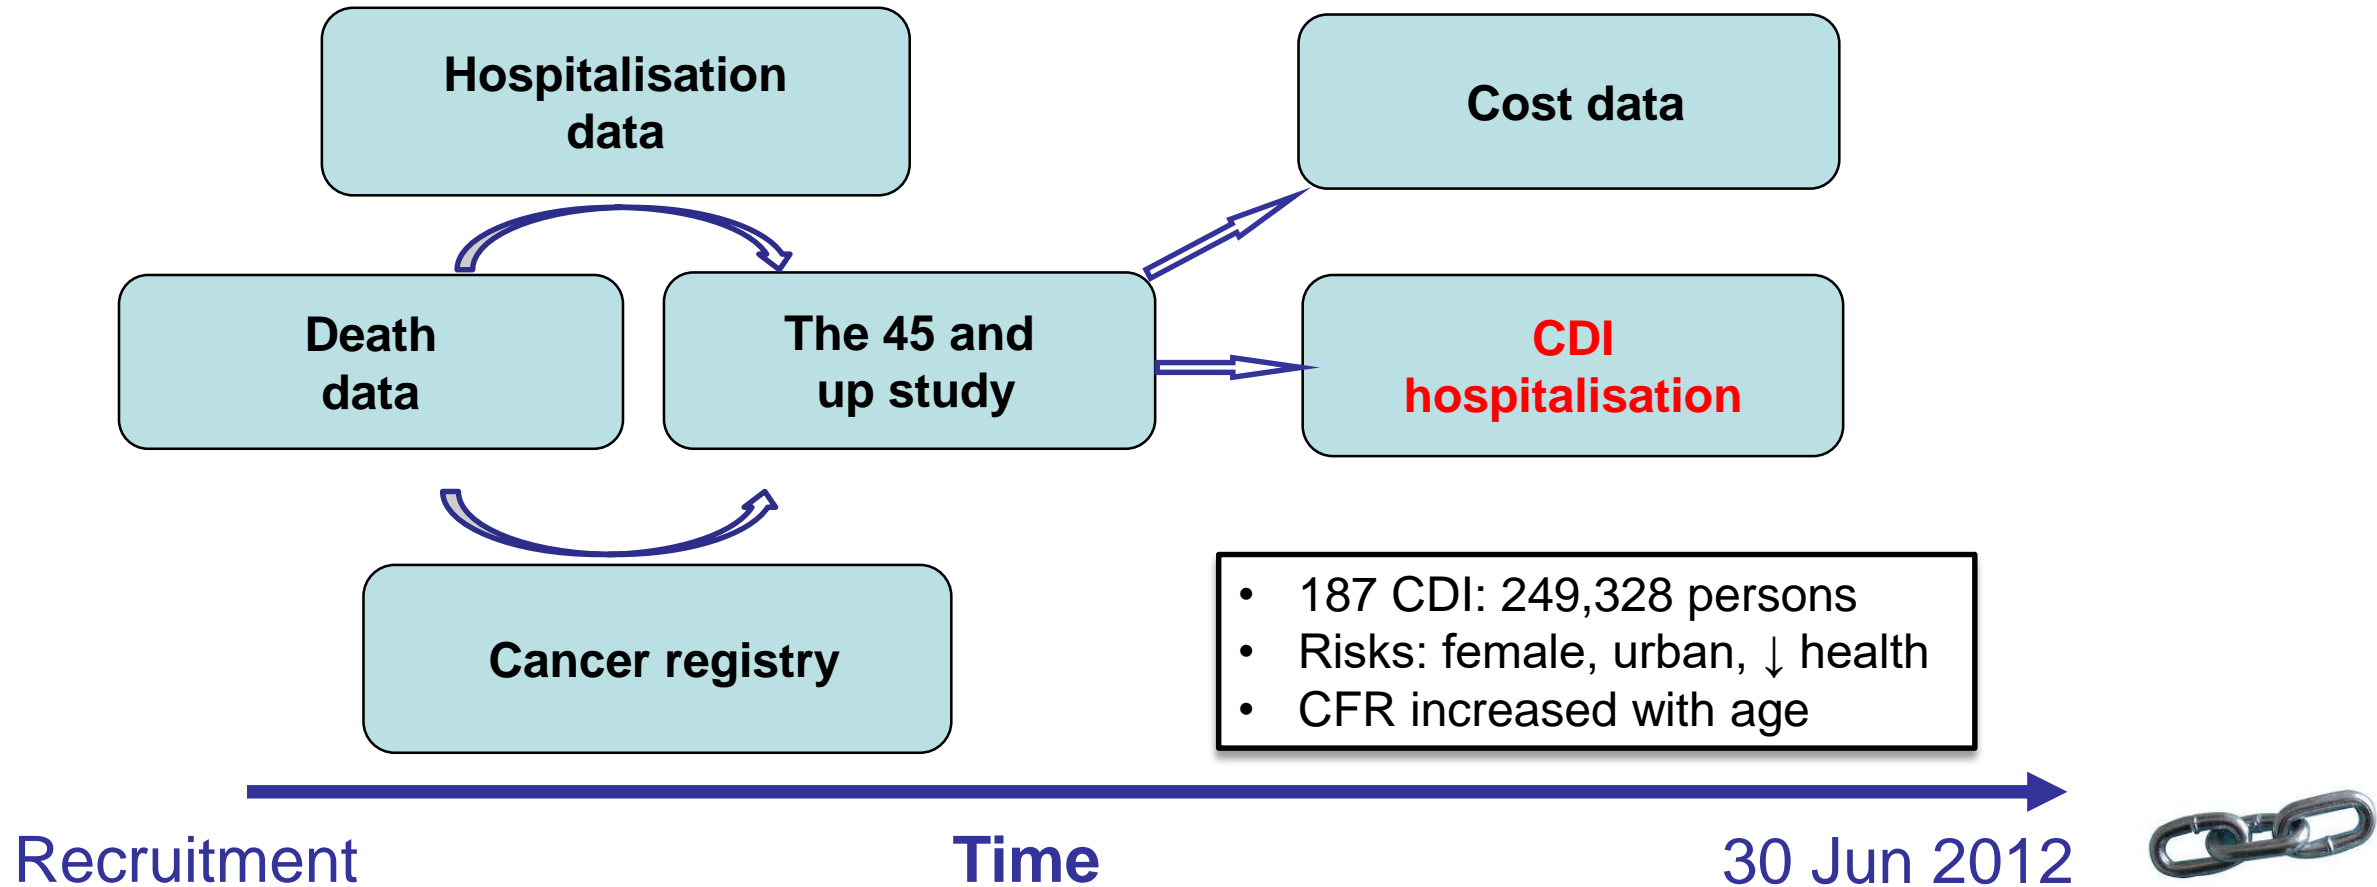 Hospitalisation
data
Cost data
Death
data
The 45 and
up study
CDI
hospitalisation
Cancer registry
• 187 CDI: 249,328 persons
• Risks: female, urban, ↓ health
• CFR increased with age
Recruitment
Time
30 Jun 2012